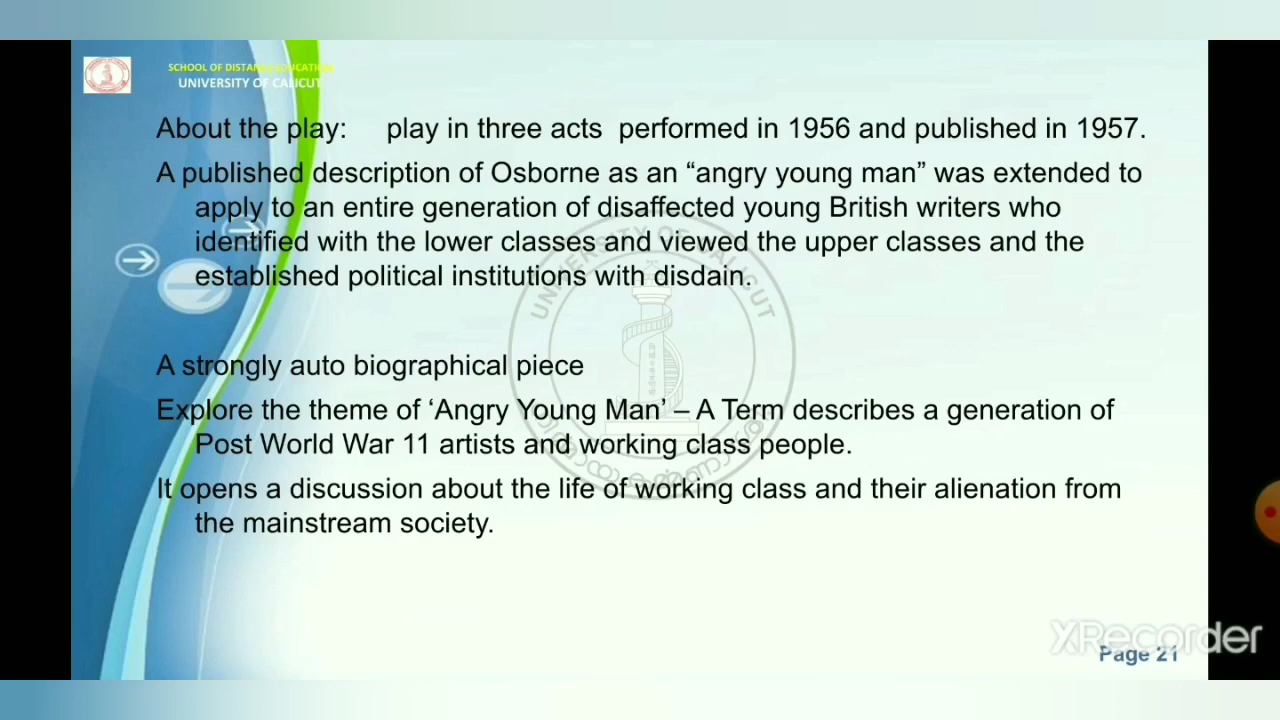 SCHOOL OF DISTANCE EDUCATION
UNIVERSITY OF CALICUT
About the play: play in three acts performed in 1956 and published in 1957.
A published description of Osborne as an “angry young man” was extended to
apply to an entire generation of disaffected young British writers who
identified with the lower classes and viewed the upper classes and the
established political institutions with disdain.
UNIVERSITY OF CALICUT
A strongly auto biographical piece
Explore the theme of ‘Angry Young Man’ – A Term describes a generation of
Post World War 11 artists and working class people.
It opens a discussion about the life of working class and their alienation from
the mainstream society.
XRecorder
Page 21